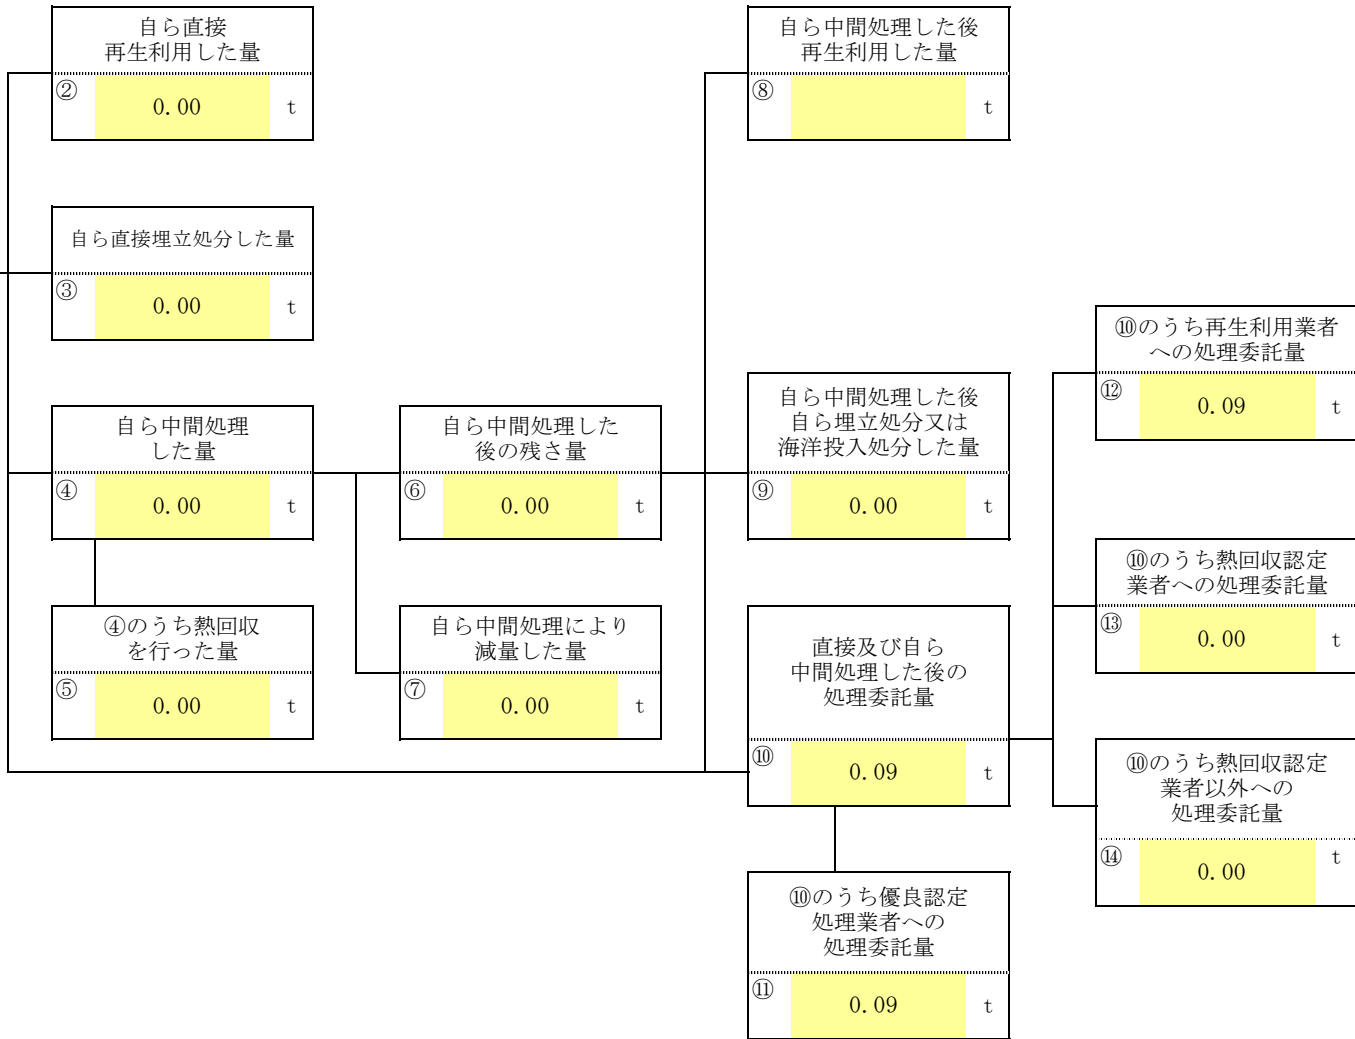 自ら直接
再生利用した量
② 0.00 t
自ら直接埋立処分した量
③ 0.00 t
自ら中間処理
した量
④ 0.00 t
④のうち熱回収
を行った量
⑤ 0.00 t
自ら中間処理した
後の残さ量
⑥ 0.00 t
自ら中間処理により
減量した量
⑦ 0.00 t
自ら中間処理した後
再生利用した量
⑧ t
自ら中間処理した後
自ら埋立処分又は
海洋投入処分した量
⑨ 0.00 t
直接及び自ら
中間処理した後の
処理委託量
⑩ 0.09 t
⑩のうち優良認定
処理業者への
処理委託量
⑪ 0.09 t
⑩のうち再生利用業者
への処理委託量
⑫ 0.09 t
⑩のうち熱回収認定
業者への処理委託量
⑬ 0.00 t
⑩のうち熱回収認定
業者以外への
処理委託量
⑭ 0.00 t